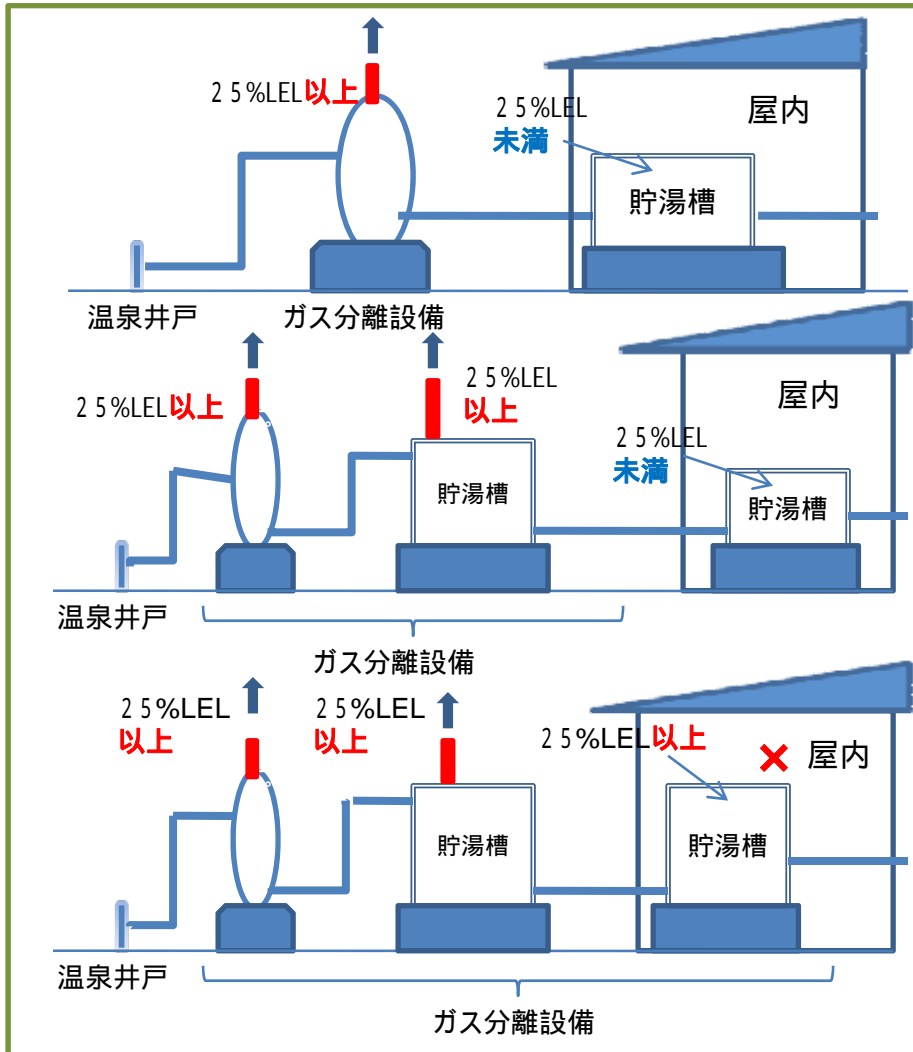 ２５%LEL以上
２５%LEL
未満
屋内
貯湯槽
温泉井戸
ガス分離設備
２５%LEL以上
２５%LEL
以上
屋内
２５%LEL
未満
貯湯槽
貯湯槽
温泉井戸
ガス分離設備
２５%LEL
以上
２５%LEL
以上
２５%LEL以上
屋内
貯湯槽
貯湯槽
温泉井戸
ガス分離設備